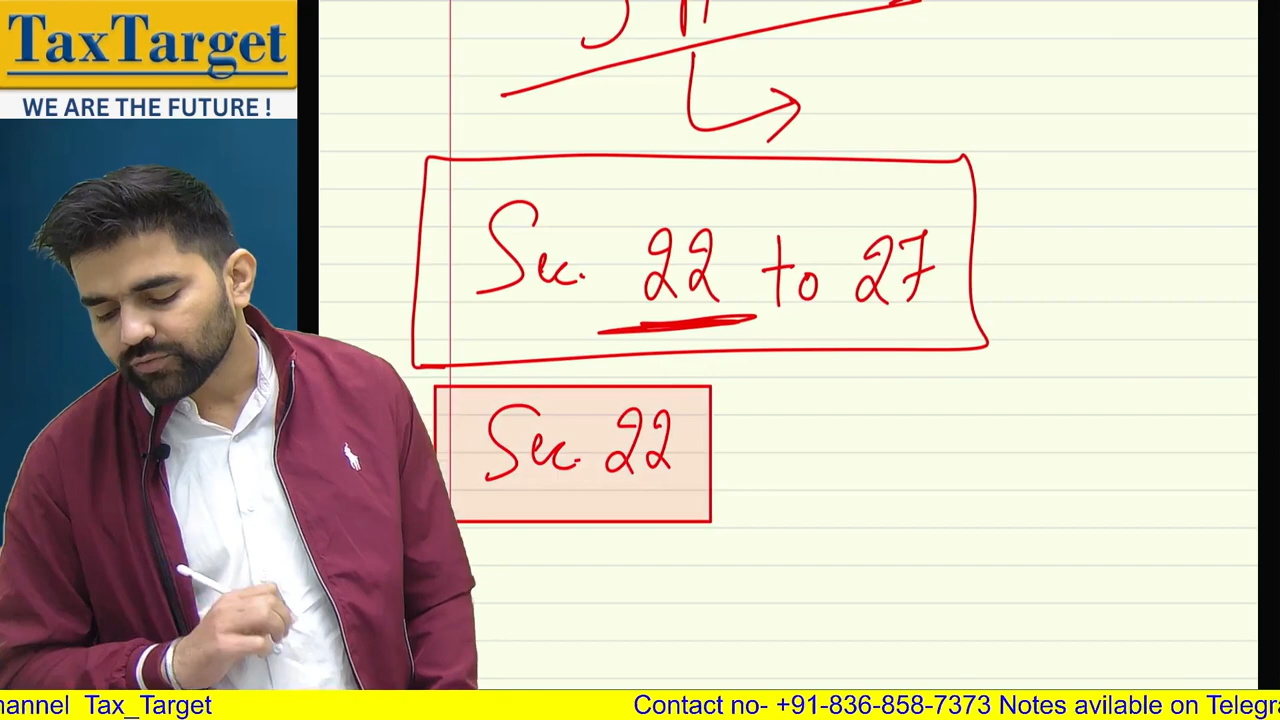 TaxTarget
WE ARE THE FUTURE !
Sec. 22 to 27
Sec. 22
hannel Tax_Target
Contact no- +91-836-858-7373 Notes avilable on Telegra